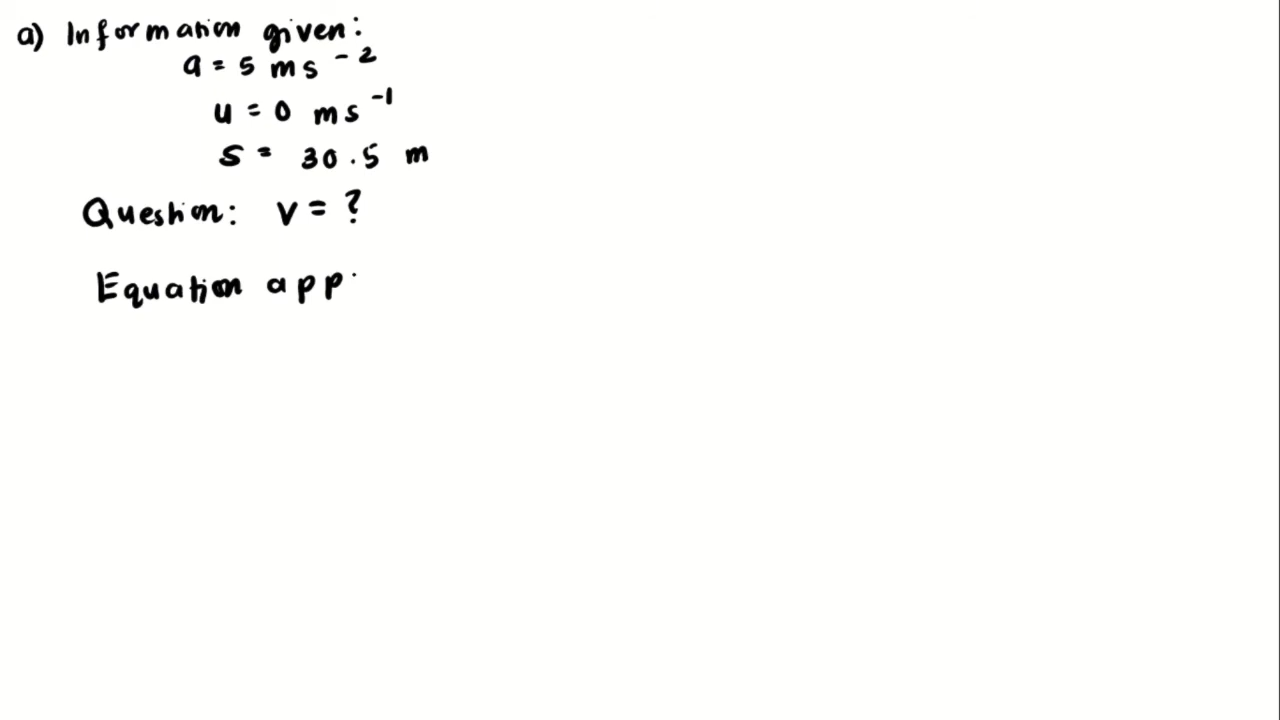 a) Information given:
a = 5 ms⁻²
u = 0 ms⁻¹
s = 30.5 m
Question: v = ?
Equation app